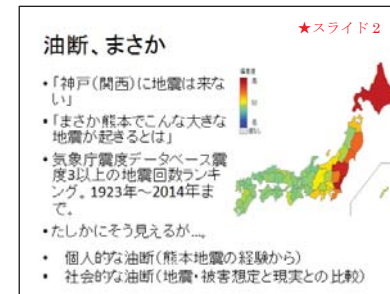 ★スライド2
油断、まさか
•「神戸(関西)に地震は来な
い」
•「まさか熊本でこんな大きな
地震が起きるとは」
•気象庁震度データベース震
度3以上の地震回数ランキ
ング。1923年～2014年ま
で。
•たしかにそう見えるが…。
• 個人的な油断(熊本地震の経験から)
• 社会的な油断(地震・被害想定と現実との比較)